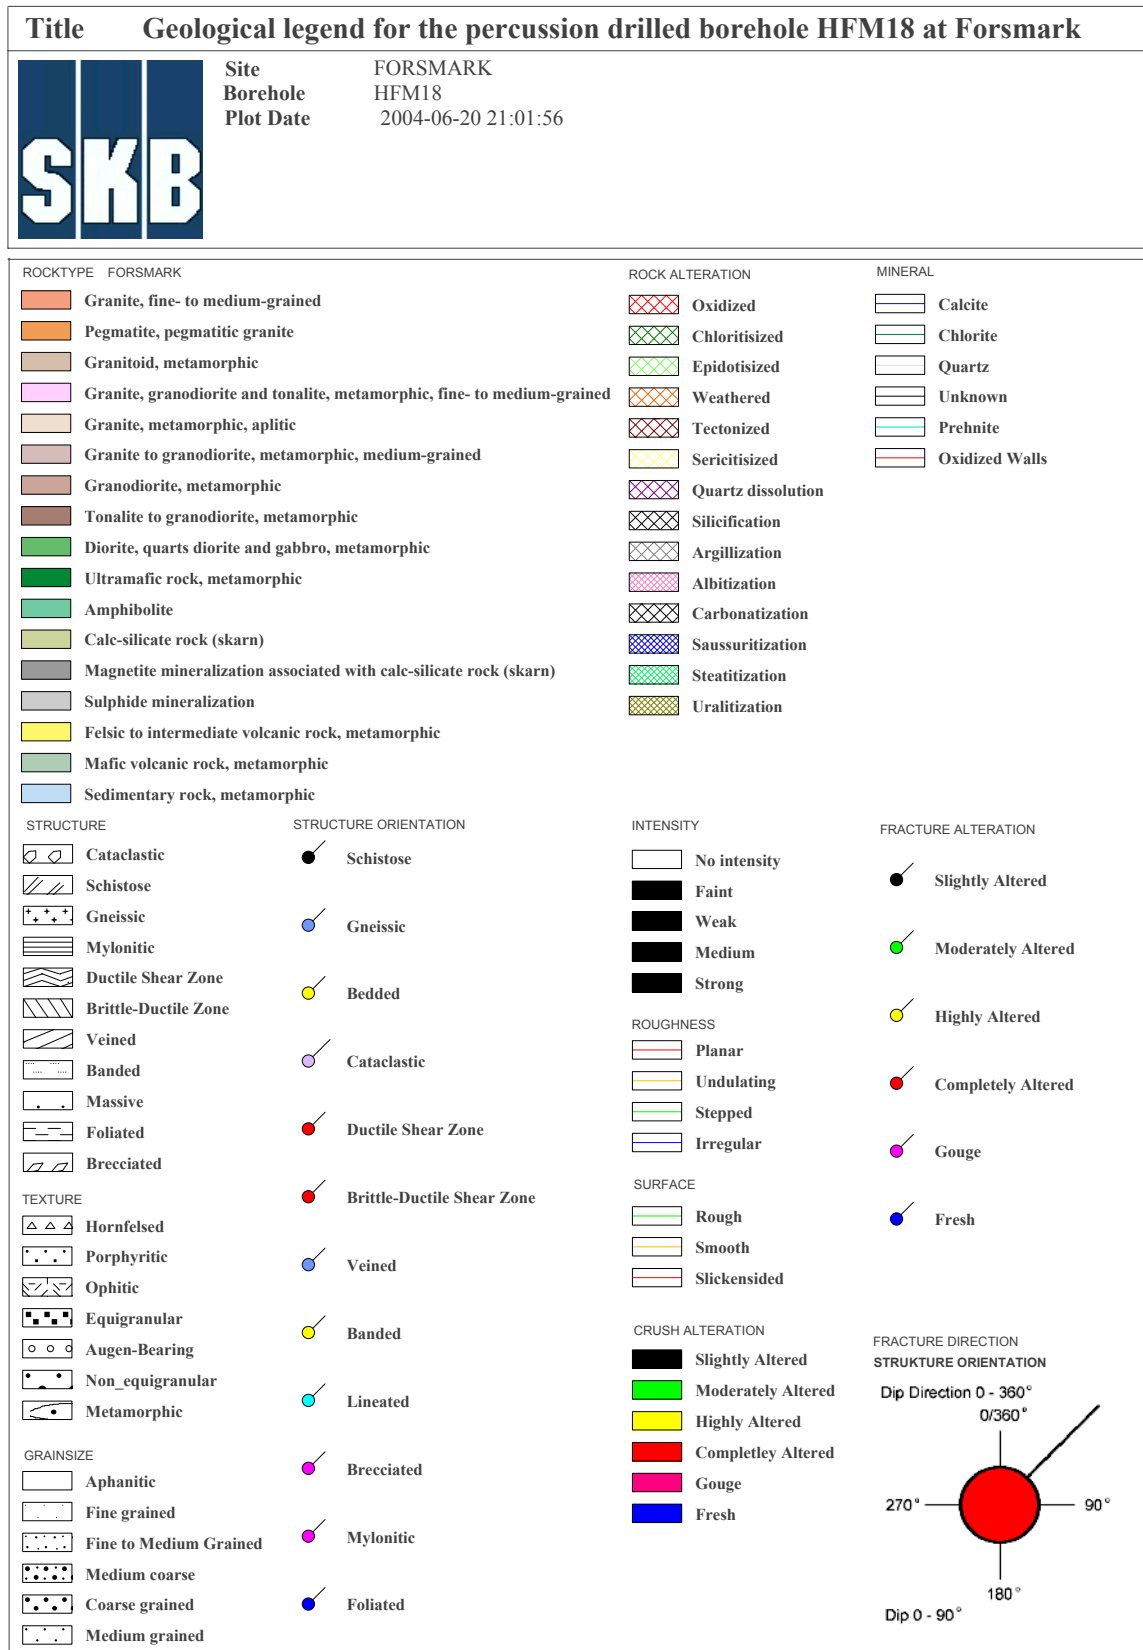 Title Geological legend for the percussion drilled borehole HFM18 at Forsmark
SKB
Site FORSMARK
Borehole HFM18
Plot Date 2004-06-20 21:01:56
ROCKTYPE FORSMARK
Granite, fine- to medium-grained
Pegmatite, pegmatitic granite
Granitoid, metamorphic
Granite, granodiorite and tonalite, metamorphic, fine- to medium-grained
Granite, metamorphic, aplitic
Granite to granodiorite, metamorphic, medium-grained
Granodiorite, metamorphic
Tonalite to granodiorite, metamorphic
Diorite, quarts diorite and gabbro, metamorphic
Ultramafic rock, metamorphic
Amphibolite
Calc-silicate rock (skarn)
Magnetite mineralization associated with calc-silicate rock (skarn)
Sulphide mineralization
Felsic to intermediate volcanic rock, metamorphic
Mafic volcanic rock, metamorphic
Sedimentary rock, metamorphic
ROCK ALTERATION
Oxidized
Chloritisized
Epidotisized
Weathered
Tectonized
Sericitisized
Quartz dissolution
Silicification
Argillization
Albitization
Carbonatization
Saussuritization
Steatitization
Uralitization
MINERAL
Calcite
Chlorite
Quartz
Unknown
Prehnite
Oxidized Walls
STRUCTURE
Cataclastic
Schistose
Gneissic
Mylonitic
Ductile Shear Zone
Brittle-Ductile Zone
Veined
Banded
Massive
Foliated
Brecciated
TEXTURE
Hornfelsed
Porphyritic
Ophitic
Equigranular
Augen-Bearing
Non_equigranular
Metamorphic
GRAINSIZE
Aphanitic
Fine grained
Fine to Medium Grained
Medium coarse
Coarse grained
Medium grained
STRUCTURE ORIENTATION
Schistose
Gneissic
Bedded
Cataclastic
Ductile Shear Zone
Brittle-Ductile Shear Zone
Veined
Banded
Lineated
Brecciated
Mylonitic
Foliated
INTENSITY
No intensity
Faint
Weak
Medium
Strong
ROUGHNESS
Planar
Undulating
Stepped
Irregular
SURFACE
Rough
Smooth
Slickensided
CRUSH ALTERATION
Slightly Altered
Moderately Altered
Highly Altered
Completley Altered
Gouge
Fresh
FRACTURE ALTERATION
Slightly Altered
Moderately Altered
Highly Altered
Completely Altered
Gouge
Fresh
FRACTURE DIRECTION
STRUKTURE ORIENTATION
Dip Direction 0 - 360°
0/360°
270° 90°
180°
Dip 0 - 90°